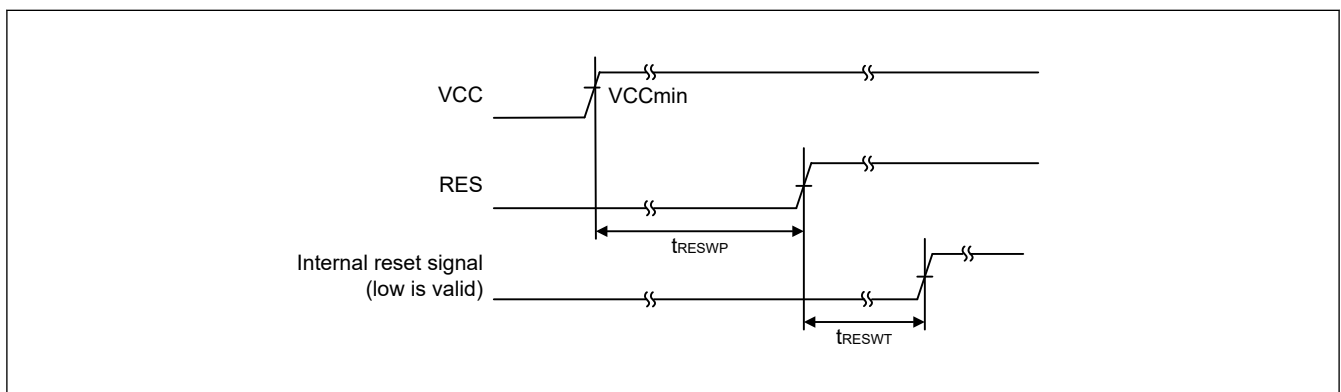 VCC
VCCmin
RES
tRESWP
Internal reset signal
(low is valid)
tRESWT